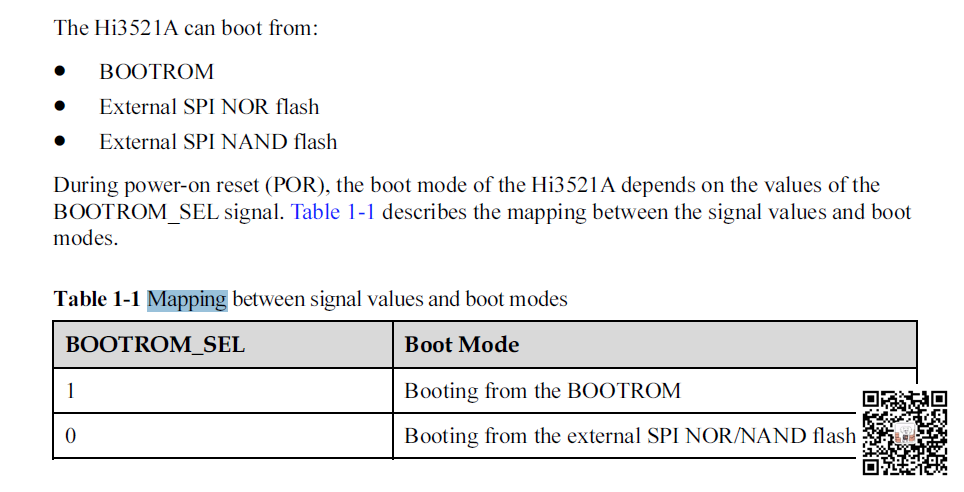 The Hi3521A can boot from:
● BOOTROM
● External SPI NOR flash
● External SPI NAND flash
During power-on reset (POR), the boot mode of the Hi3521A depends on the values of the
BOOTROM_SEL signal. Table 1-1 describes the mapping between the signal values and boot
modes.
Table 1-1 Mapping between signal values and boot modes
BOOTROM_SEL Boot Mode
1 Booting from the BOOTROM
0 Booting from the external SPI NOR/NAND flash